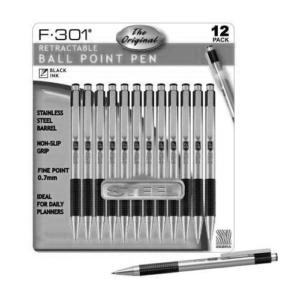 F-301®
RETRACTABLE
BALL POINT PEN
The
Original
12
PACK
BLACK
INK
STAINLESS
STEEL
BARREL
NON-SLIP
GRIP
FINE POINT
0.7mm
IDEAL
FOR DAILY
PLANNERS
STEEL
ZEBRA